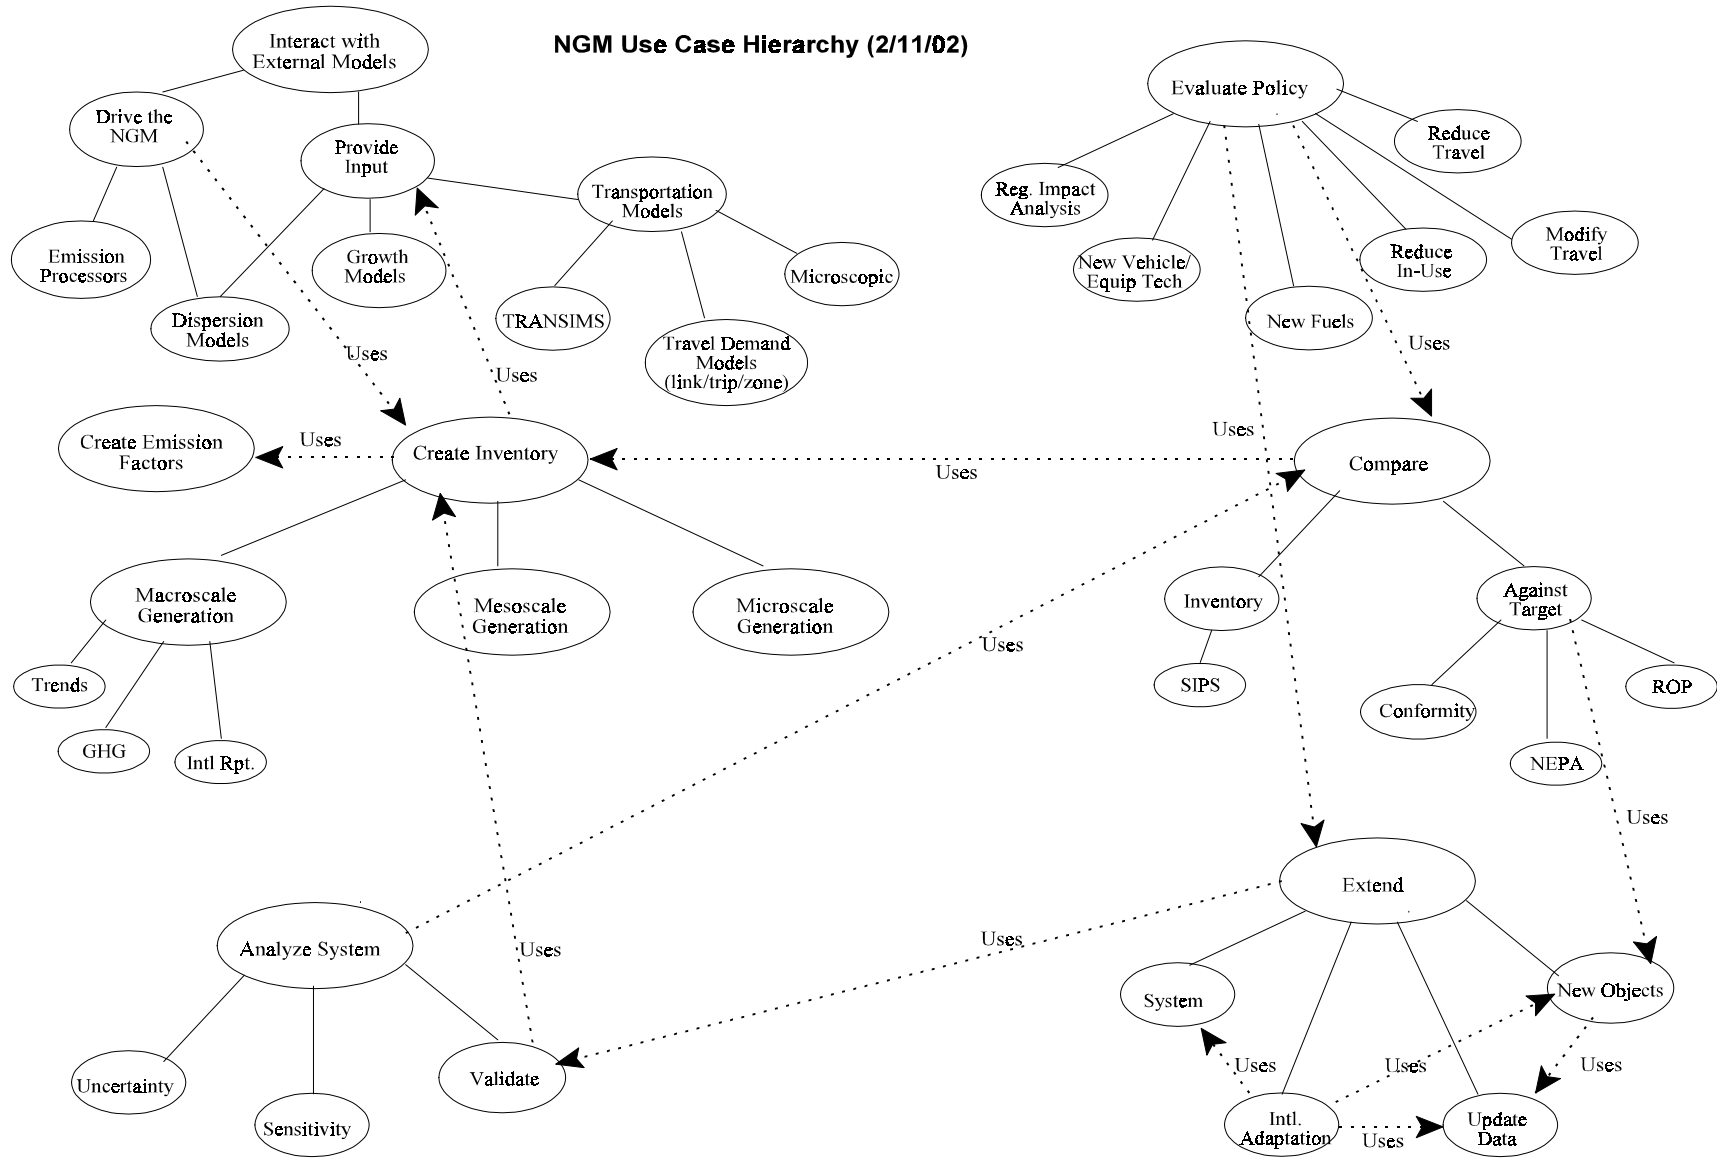 NGM Use Case Hierarchy (2/11/02)
Interact with
External Models
Drive the
NGM
Provide
Input
Transportation
Models
Emission
Processors
Growth
Models
Microscopic
Dispersion
Models
TRANSIMS
Travel Demand
Models
(link/trip/zone)
Uses
Uses
Evaluate Policy
Reduce
Travel
Reg. Impact
Analysis
New Vehicle/
Equip Tech
Reduce
In-Use
Modify
Travel
New Fuels
Uses
Uses
Create Emission
Factors
Uses
Create Inventory
Uses
Compare
Macroscale
Generation
Mesoscale
Generation
Microscale
Generation
Trends
GHG
Intl Rpt.
Uses
Inventory
SIPS
Against
Target
Conformity
NEPA
ROP
Uses
Analyze System
Uses
Uses
Uncertainty
Sensitivity
Validate
Extend
System
New Objects
Uses
Uses
Uses
Intl.
Adaptation
Uses
Update
Data